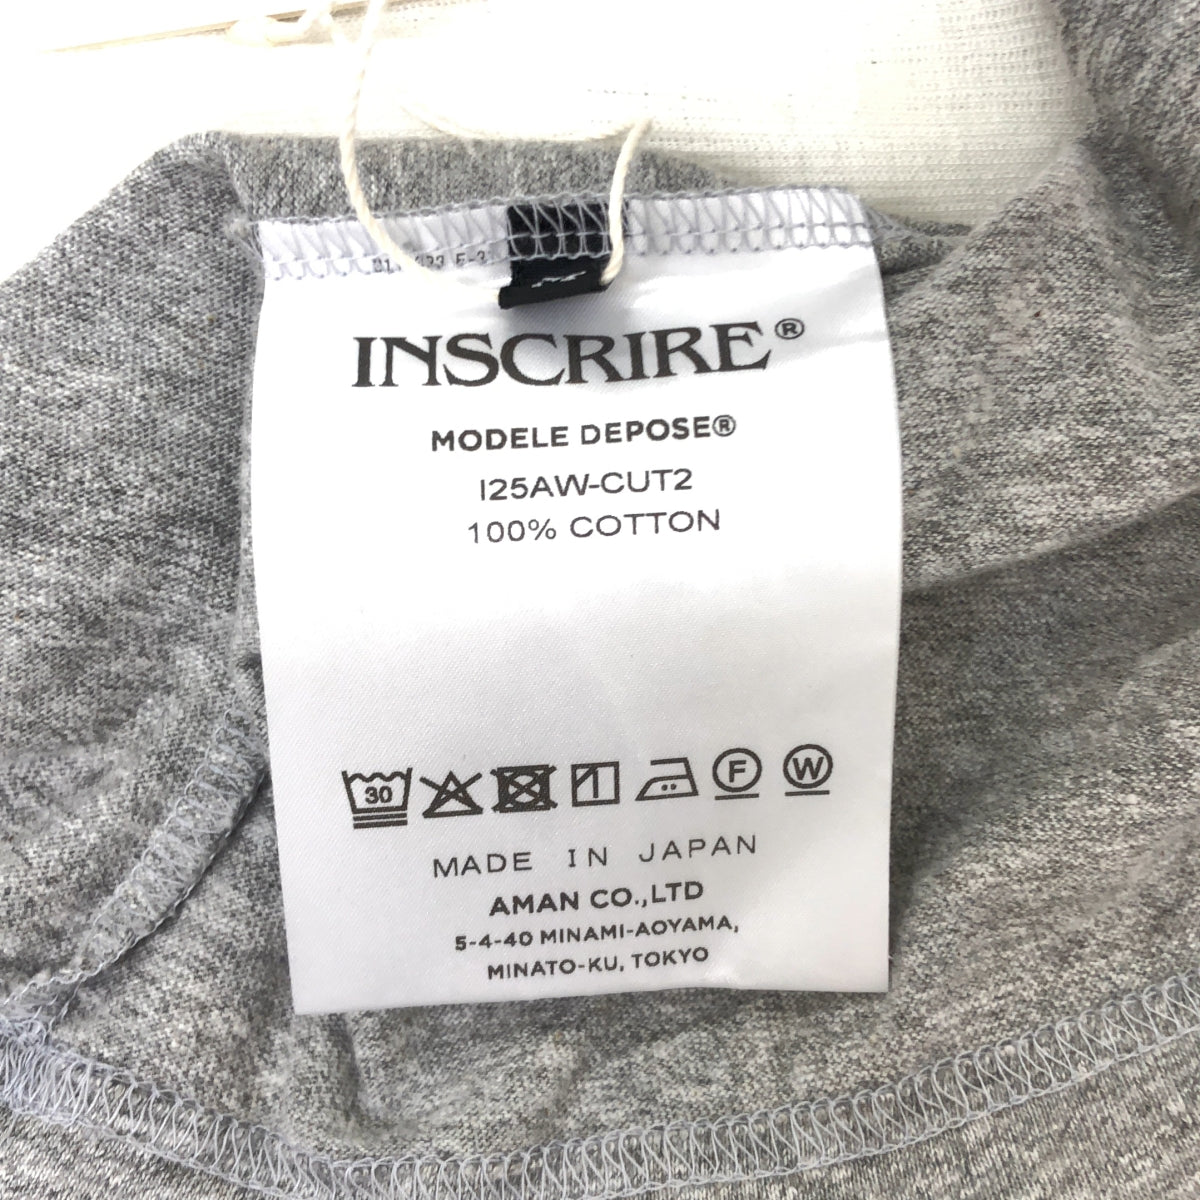 INSCRIRE®
MODELE DEPOSE®
I25AW-CUT2
100% COTTON
30
F
W
MADE IN JAPAN
AMAN CO.,LTD
5-4-40 MINAMI-AOYAMA,
MINATO-KU, TOKYO